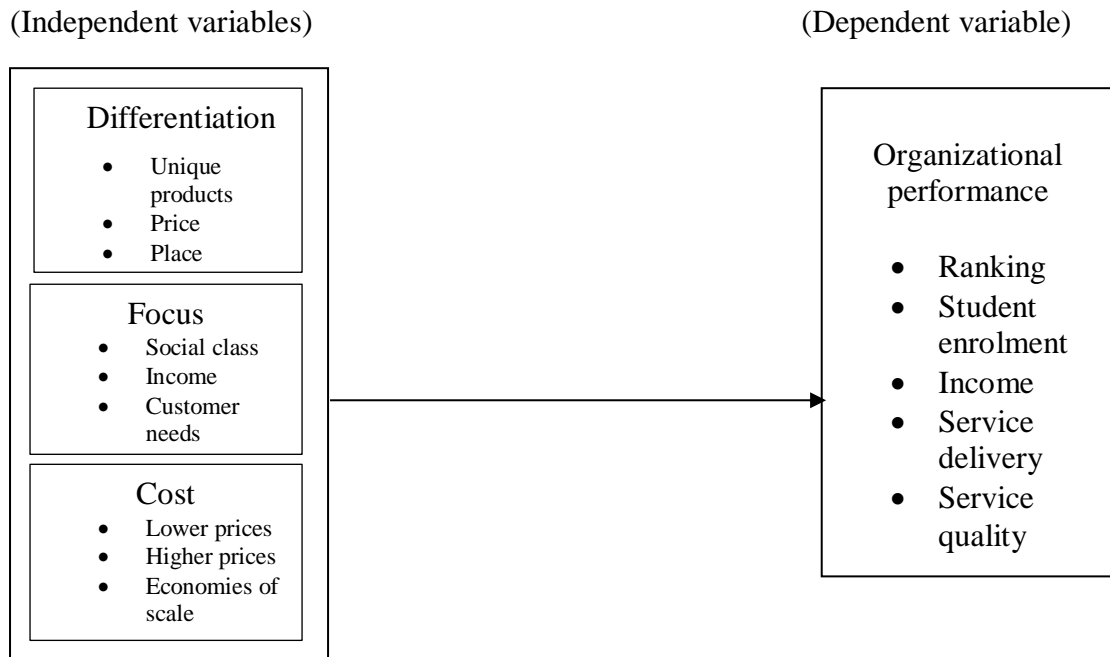 (Independent variables)
(Dependent variable)
Differentiation
• Unique
products
• Price
• Place
Focus
• Social class
• Income
• Customer
needs
Cost
• Lower prices
• Higher prices
• Economies of
scale
Organizational
performance
• Ranking
• Student
enrolment
• Income
• Service
delivery
• Service
quality